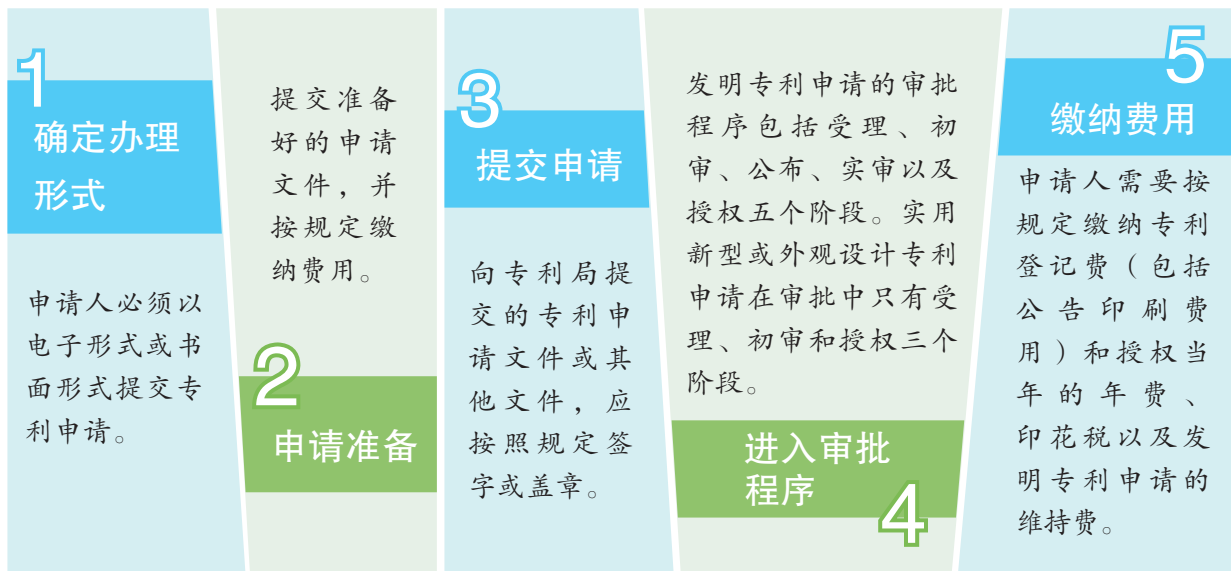 1
确定办理
形式
申请人必须以
电子形式或书
面形式提交专
利申请。
提交准备
好的申请
文件，并
按规定缴
纳费用。
2
申请准备
3
提交申请
向专利局提
交的专利申
请文件或其
他文件，应
按照规定签
字或盖章。
发明专利申请的审批
程序包括受理、初
审、公布、实审以及
授权五个阶段。实用
新型或外观设计专利
申请在审批中只有受
理、初审和授权三个
阶段。
进入审批
程序
4
5
缴纳费用
申请人需要按
规定缴纳专利
登记费（包括
公告印刷费
用）和授权当
年的年费、
印花税以及发
明专利申请的
维持费。